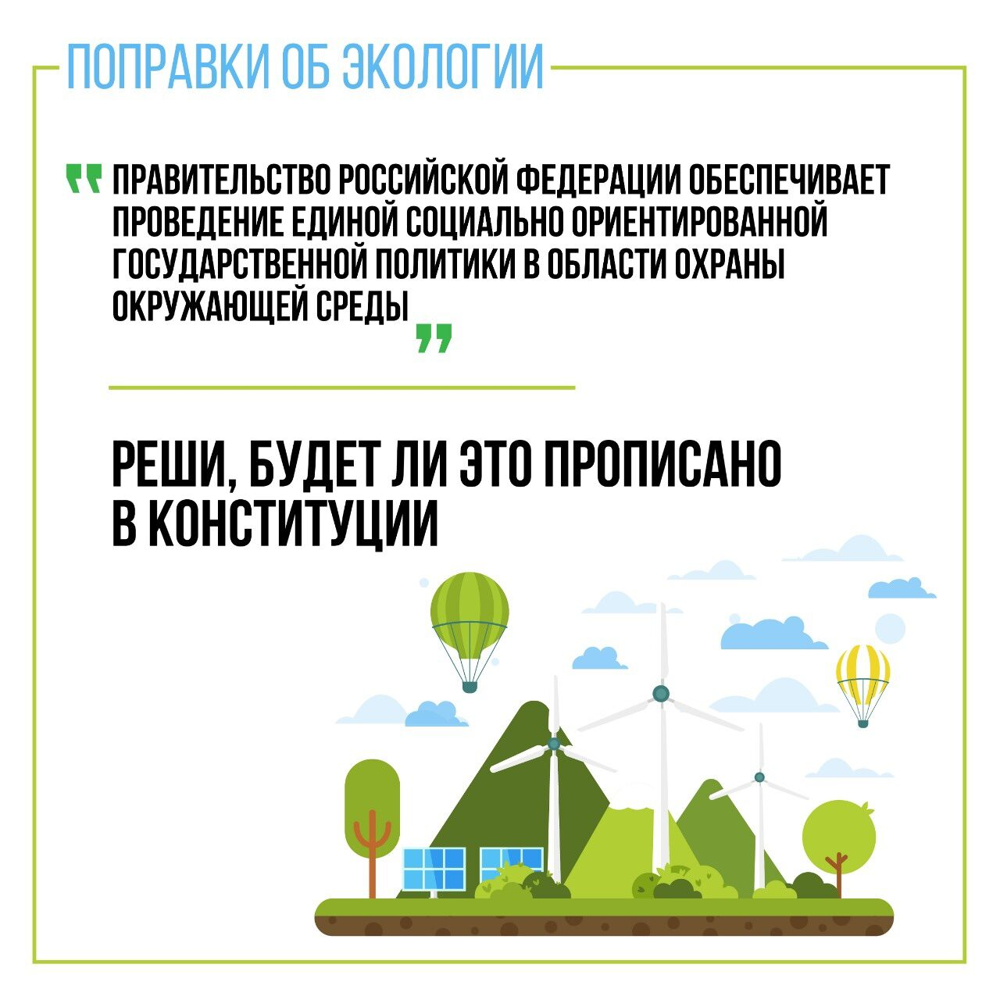 ПОПРАВКИ ОБ ЭКОЛОГИИ
" ПРАВИТЕЛЬСТВО РОССИЙСКОЙ ФЕДЕРАЦИИ ОБЕСПЕЧИВАЕТ
ПРОВЕДЕНИЕ ЕДИНОЙ СОЦИАЛЬНО ОРИЕНТИРОВАННОЙ
ГОСУДАРСТВЕННОЙ ПОЛИТИКИ В ОБЛАСТИ ОХРАНЫ
ОКРУЖАЮЩЕЙ СРЕДЫ "
РЕШИ, БУДЕТ ЛИ ЭТО ПРОПИСАНО
В КОНСТИТУЦИИ